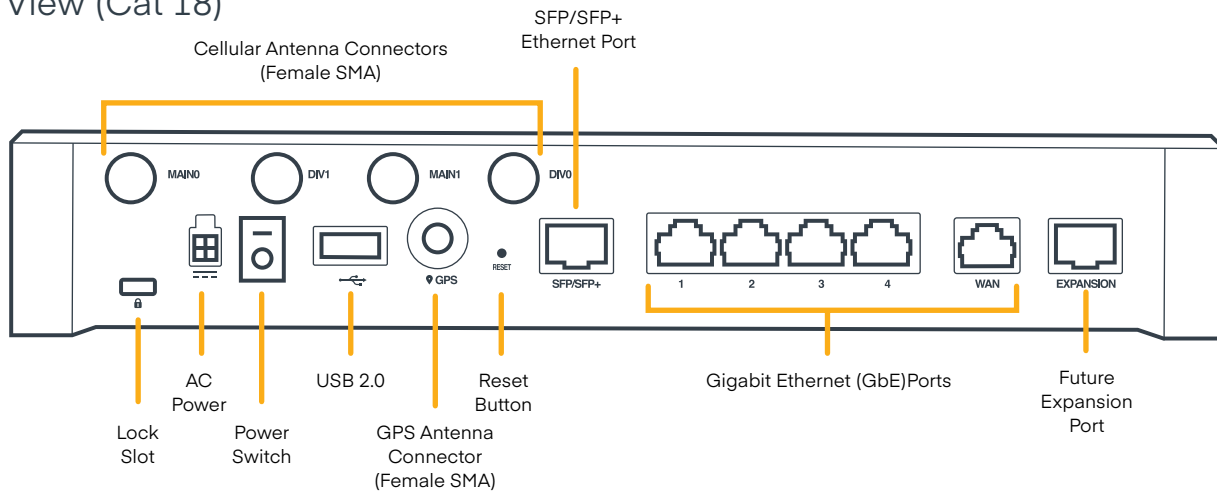 View (Cat 18)
SFP/SFP+
Ethernet Port
Cellular Antenna Connectors
(Female SMA)
MAIN0
DIV1
MAIN1
DIV0
RESET
GPS
SFP/SFP+
1
2
3
4
WAN
EXPANSION
AC
Power
USB 2.0
Reset
Button
Gigabit Ethernet (GbE)Ports
Future
Expansion
Port
Lock
Slot
Power
Switch
GPS Antenna
Connector
(Female SMA)